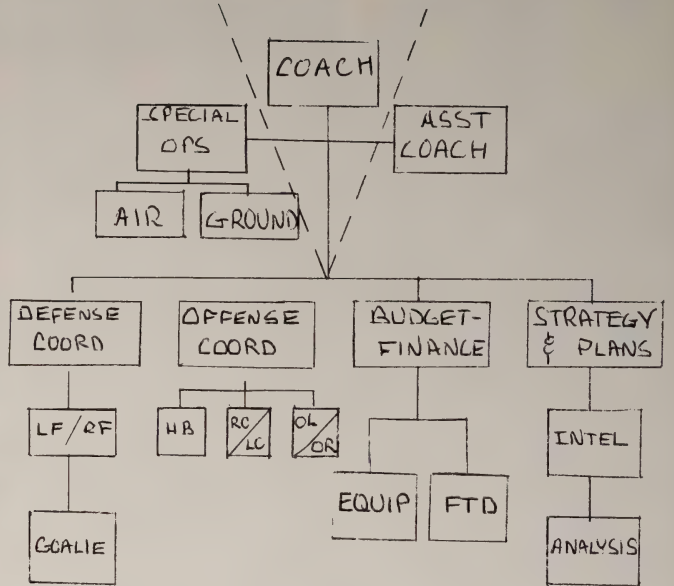 COACH
SPECIAL
OPS
ASST
COACH
AIR
GROUND
DEFENSE
COORD
OFFENSE
COORD
BUDGET-
FINANCE
STRATEGY
& PLANS
LF/RF
HB
RC/LC
OL/OR
INTEL
EQUIP
FTD
GOALIE
ANALYSIS